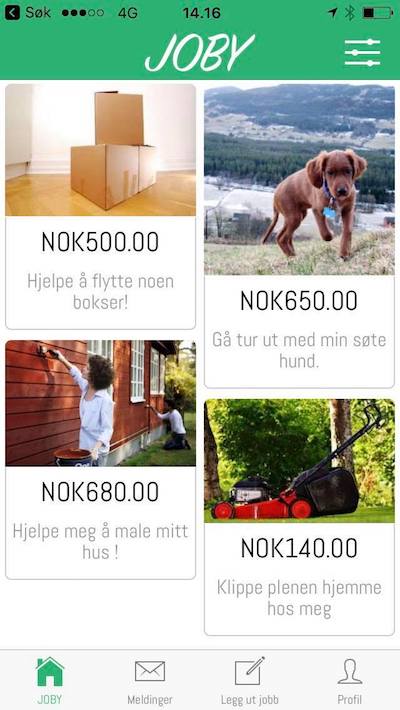 Søk 4G 14.16
JOBY
NOK500.00
Hjelpe å flytte noen
bokser!
NOK650.00
Gå tur ut med min søte
hund.
NOK680.00
Hjelpe meg å male mitt
hus !
NOK140.00
Klippe plenen hjemme
hos meg
JOBY Meldinger Legg ut jobb Profil